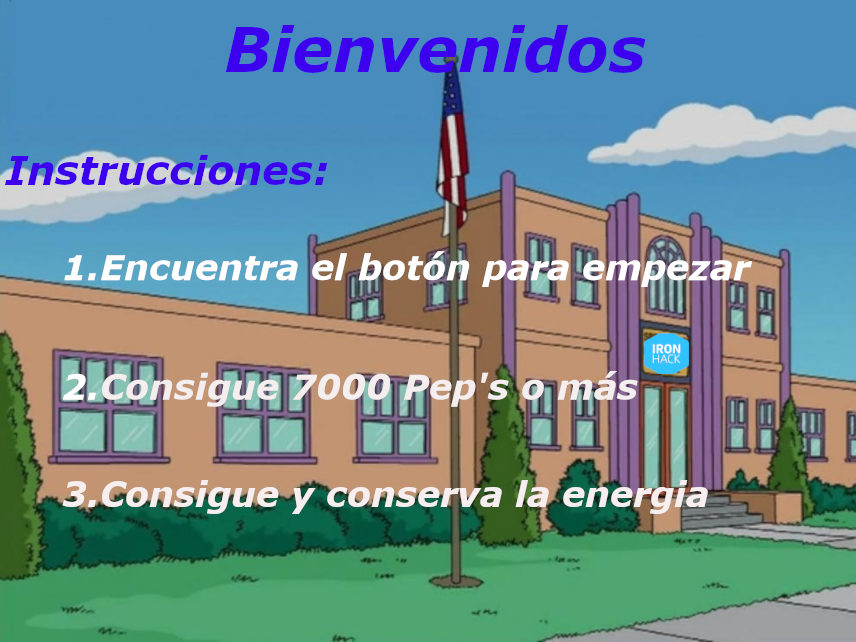 Bienvenidos
Instrucciones:
1.Encuentra el botón para empezar
IRON
HACK
2.Consigue 7000 Pep's o más
3.Consigue y conserva la energia